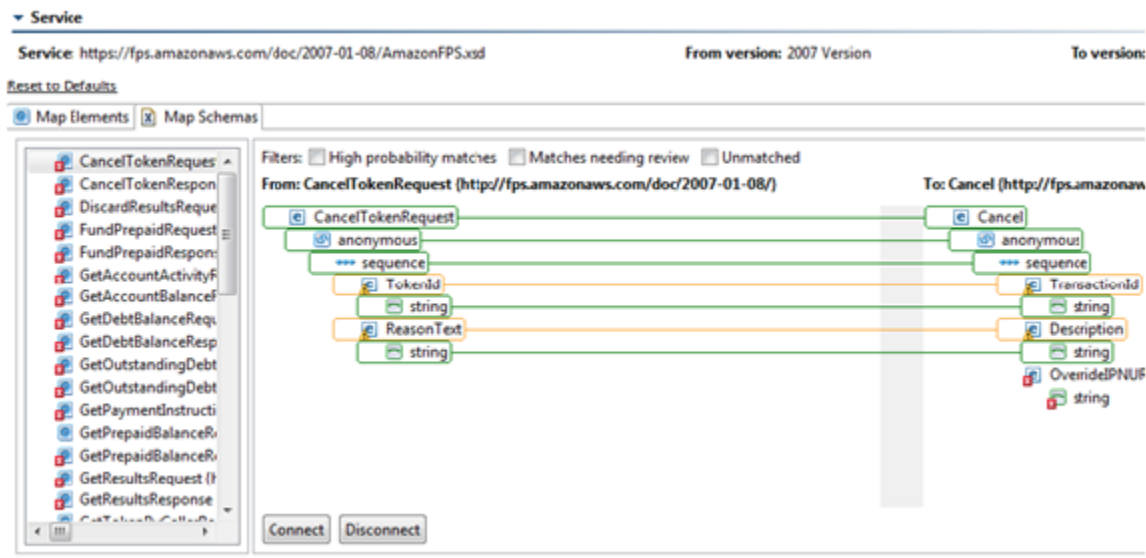 Service
Service: https://fps.amazonaws.com/doc/2007-01-08/AmazonFPS.xsd From version: 2007 Version To version:
Reset to Defaults
Map Elements Map Schemas
Filters: High probability matches Matches needing review Unmatched
From: CancelTokenRequest (http://fps.amazonaws.com/doc/2007-01-08/) To: Cancel (http://fps.amazonaw
CancelTokenReques
CancelTokenRespon
DiscardResultsReque
FundPrepaidRequest
FundPrepaidRespon
GetAccountActivityR
GetAccountBalanceR
GetDebtBalanceRequ
GetDebtBalanceResp
GetOutstandingDebt
GetOutstandingDebt
GetPaymentInstructi
GetPrepaidBalanceR
GetPrepaidBalanceR
GetResultsRequest (h
GetResultsResponse
CancelTokenRequest Cancel
anonymous anonymous
sequence sequence
TokenId TransactionId
string string
ReasonText Description
string string
OverrideIPNUR
string
Connect Disconnect